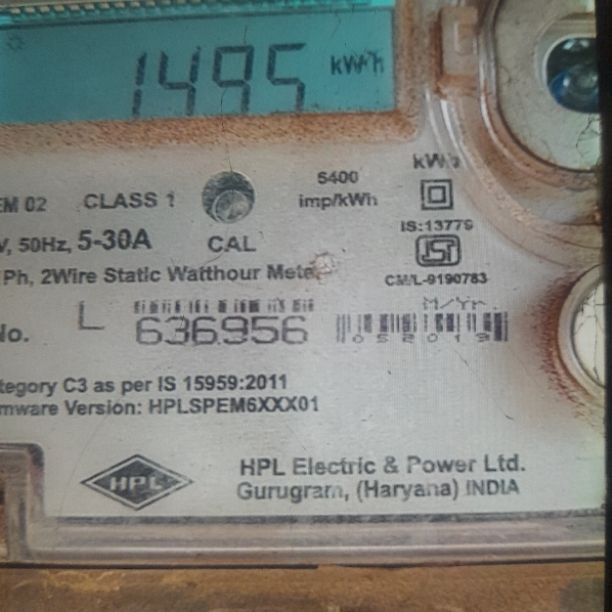 1495 kWh
EM 02 CLASS 1
5400 imp/kWh
kWh
V, 50Hz, 5-30A
CAL
IS:13779
ISI
Ph, 2Wire Static Watthour Meter
CM/L-9190783
M/Yr.
No. L 636956
052019
tegory C3 as per IS 15959:2011
mware Version: HPLSPEM6XXX01
HPL
HPL Electric & Power Ltd.
Gurugram, (Haryana) INDIA